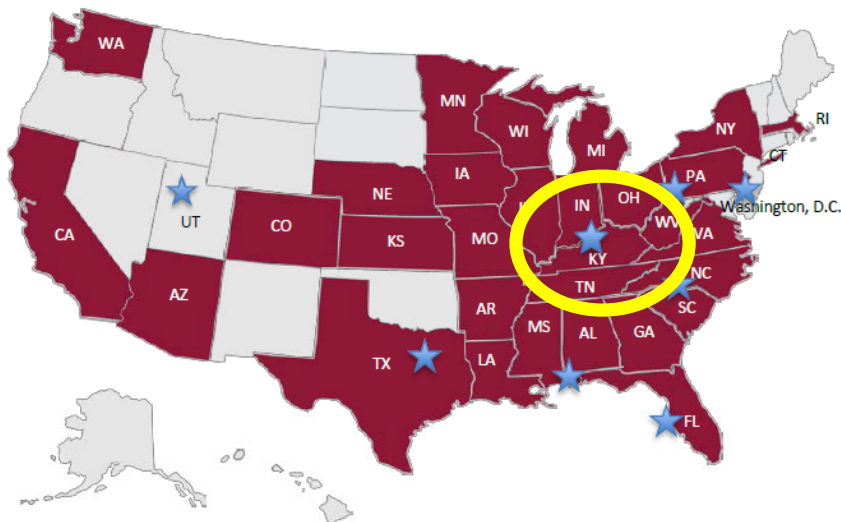 WA
MN
WI
MI
NY
RI
CT
PA
Washington, D.C.
IA
NE
IN
OH
UT
CO
KS
MO
WV
VA
CA
KY
AZ
TN
NC
AR
SC
MS
AL
GA
TX
LA
FL